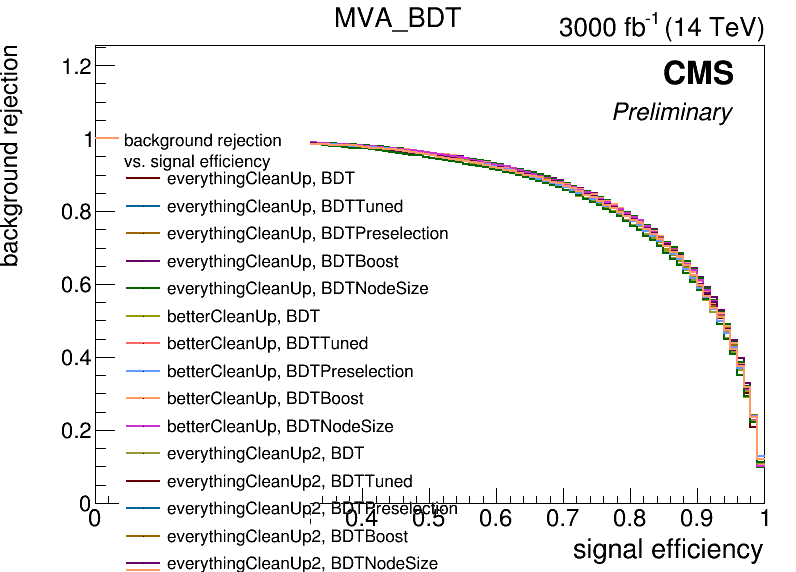 MVA_BDT
3000 fb-1 (14 TeV)
CMS
Preliminary
background rejection
1.2
1
0.8
0.6
0.4
0.2
0
background rejection
vs. signal efficiency
everythingCleanUp, BDT
everythingCleanUp, BDTTuned
everythingCleanUp, BDTPreselection
everythingCleanUp, BDTBoost
everythingCleanUp, BDTNodeSize
betterCleanUp, BDT
betterCleanUp, BDTTuned
betterCleanUp, BDTPreselection
betterCleanUp, BDTBoost
betterCleanUp, BDTNodeSize
everythingCleanUp2, BDT
everythingCleanUp2, BDTTuned
everythingCleanUp2, BDTPreselection
everythingCleanUp2, BDTBoost
everythingCleanUp2, BDTNodeSize
0 0.4 0.5 0.6 0.7 0.8 0.9 1
signal efficiency